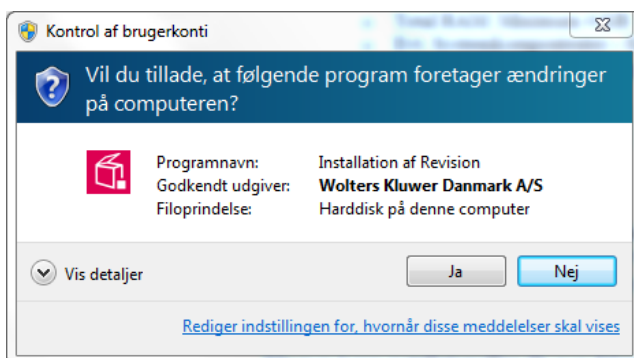 Kontrol af brugerkonti
Vil du tillade, at følgende program foretager ændringer
på computeren?
Programnavn: Installation af Revision
Godkendt udgiver: Wolters Kluwer Danmark A/S
Filoprindelse: Harddisk på denne computer
Vis detaljer
Ja
Nej
Rediger indstillingen for, hvornår disse meddelelser skal vises